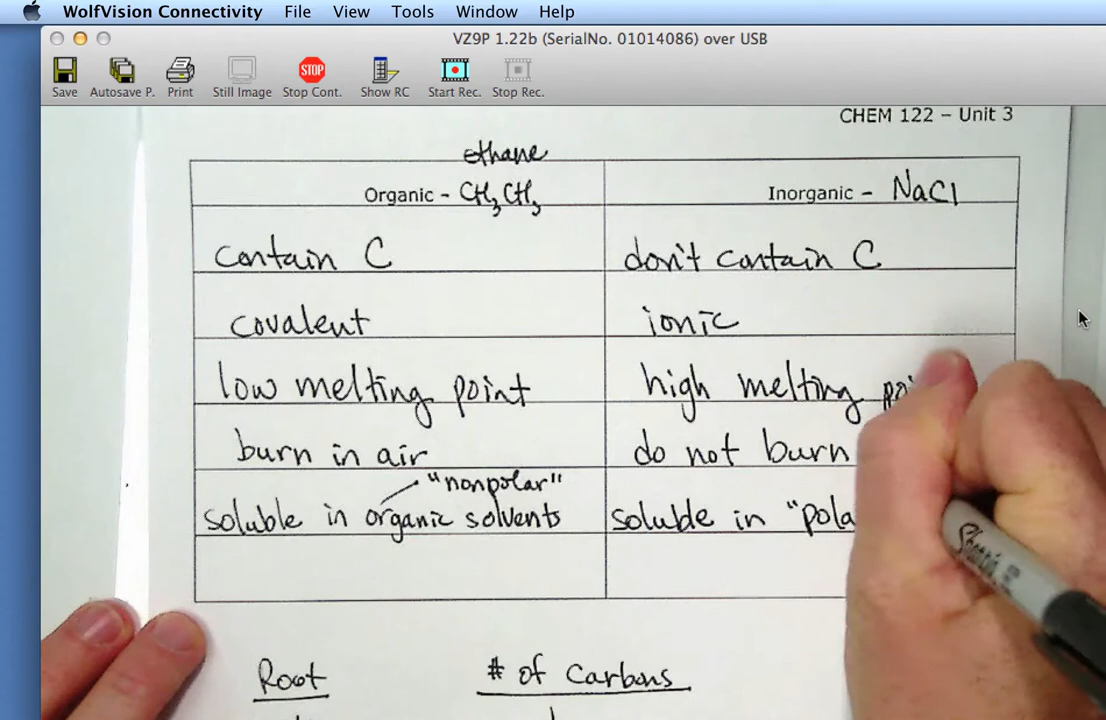 WolfVision Connectivity File View Tools Window Help
VZ9P 1.22b (SerialNo. 01014086) over USB
Save Autosave P. Print Still Image Stop Cont. Show RC Start Rec. Stop Rec.
STOP
CHEM 122 – Unit 3
ethane
Organic - CH3CH3 Inorganic - NaCl
contain C don't contain C
covalent ionic
low melting point high melting
burn in air do not burn
"nonpolar"
soluble in organic solvents soluble in "pola
Root # of Carbons
Sharpie